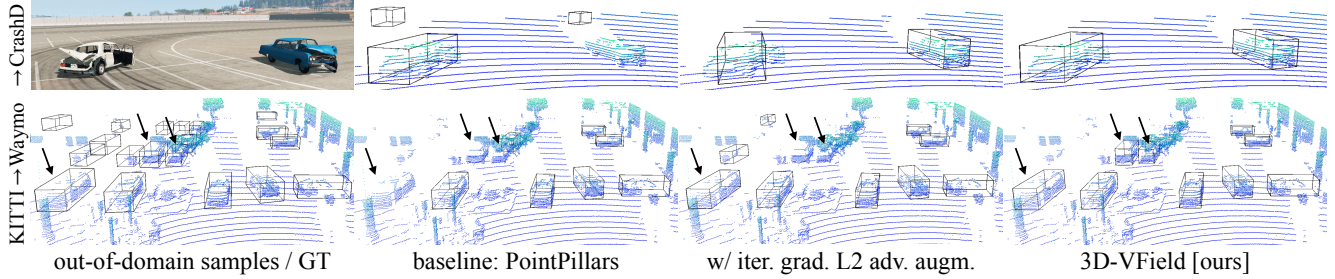 →CrashD
KITTI →Waymo
out-of-domain samples / GT
baseline: PointPillars
w/ iter. grad. L2 adv. augm.
3D-VField [ours]